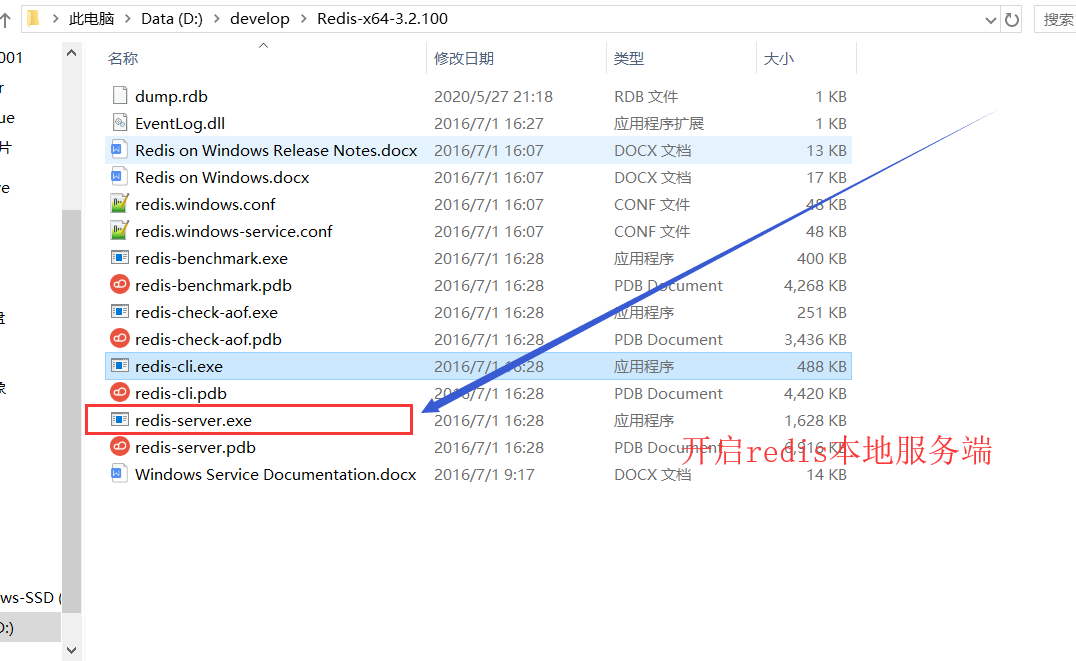 此电脑 > Data (D:) > develop > Redis-x64-3.2.100
搜索
名称 修改日期 类型 大小
001
dump.rdb 2020/5/27 21:18 RDB 文件 1 KB
r
EventLog.dll 2016/7/1 16:27 应用程序扩展 1 KB
ue
Redis on Windows Release Notes.docx 2016/7/1 16:07 DOCX 文档 13 KB
片
Redis on Windows.docx 2016/7/1 16:07 DOCX 文档 17 KB
ve
redis.windows.conf 2016/7/1 16:07 CONF 文件 48 KB
redis.windows-service.conf 2016/7/1 16:07 CONF 文件 48 KB
redis-benchmark.exe 2016/7/1 16:28 应用程序 400 KB
redis-benchmark.pdb 2016/7/1 16:28 PDB Document 4,268 KB
redis-check-aof.exe 2016/7/1 16:28 应用程序 251 KB
redis-check-aof.pdb 2016/7/1 16:28 PDB Document 3,436 KB
redis-cli.exe 2016/7/1 16:28 应用程序 488 KB
redis-cli.pdb 2016/7/1 16:28 PDB Document 4,420 KB
redis-server.exe 2016/7/1 16:28 应用程序 1,628 KB
redis-server.pdb 2016/7/1 16:28 PDB Document 6,916 KB
开启redis本地服务端
Windows Service Documentation.docx 2016/7/1 9:17 DOCX 文档 14 KB
ws-SSD (
D:)